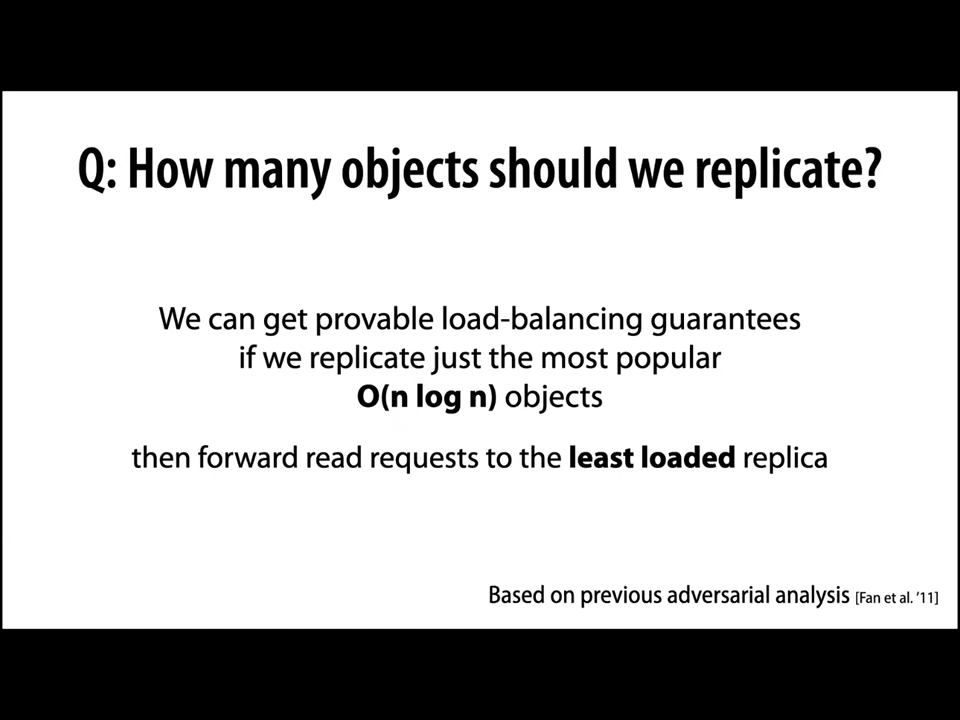 Q: How many objects should we replicate?
We can get provable load-balancing guarantees
if we replicate just the most popular
O(n log n) objects
then forward read requests to the least loaded replica
Based on previous adversarial analysis [Fan et al. ’11]